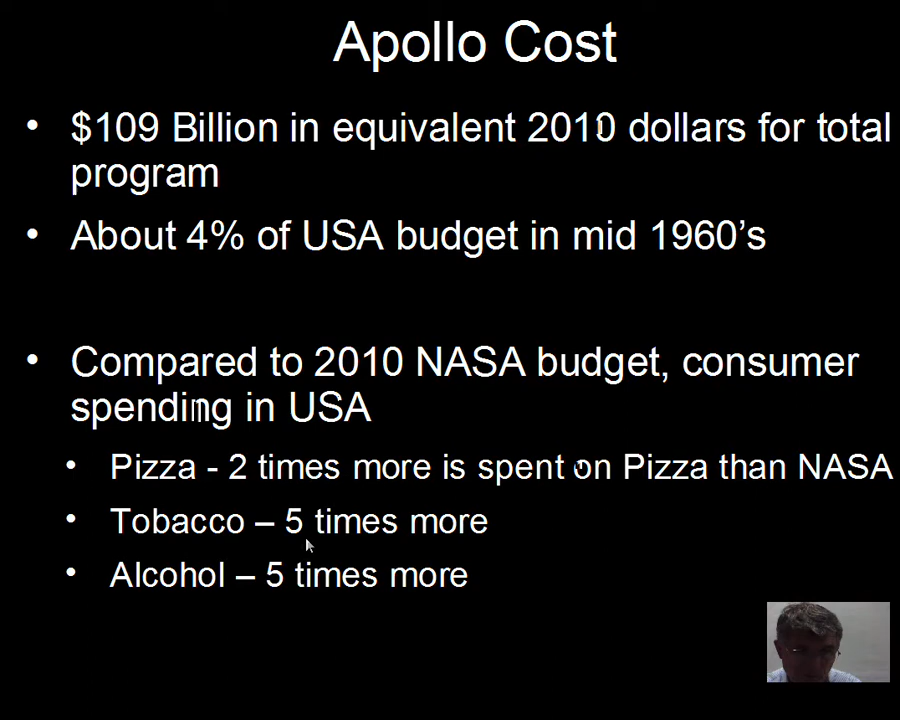 Apollo Cost
• $109 Billion in equivalent 2010 dollars for total
program
• About 4% of USA budget in mid 1960’s
• Compared to 2010 NASA budget, consumer
spending in USA
• Pizza - 2 times more is spent on Pizza than NASA
• Tobacco – 5 times more
• Alcohol – 5 times more